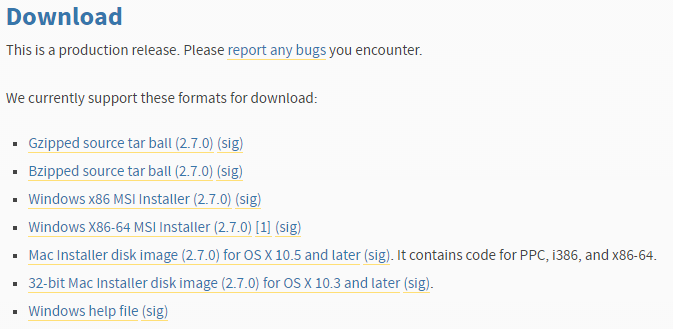 Download
This is a production release. Please report any bugs you encounter.
We currently support these formats for download:
Gzipped source tar ball (2.7.0) (sig)
Bzipped source tar ball (2.7.0) (sig)
Windows x86 MSI Installer (2.7.0) (sig)
Windows X86-64 MSI Installer (2.7.0) [1] (sig)
Mac Installer disk image (2.7.0) for OS X 10.5 and later (sig). It contains code for PPC, i386, and x86-64.
32-bit Mac Installer disk image (2.7.0) for OS X 10.3 and later (sig).
Windows help file (sig)